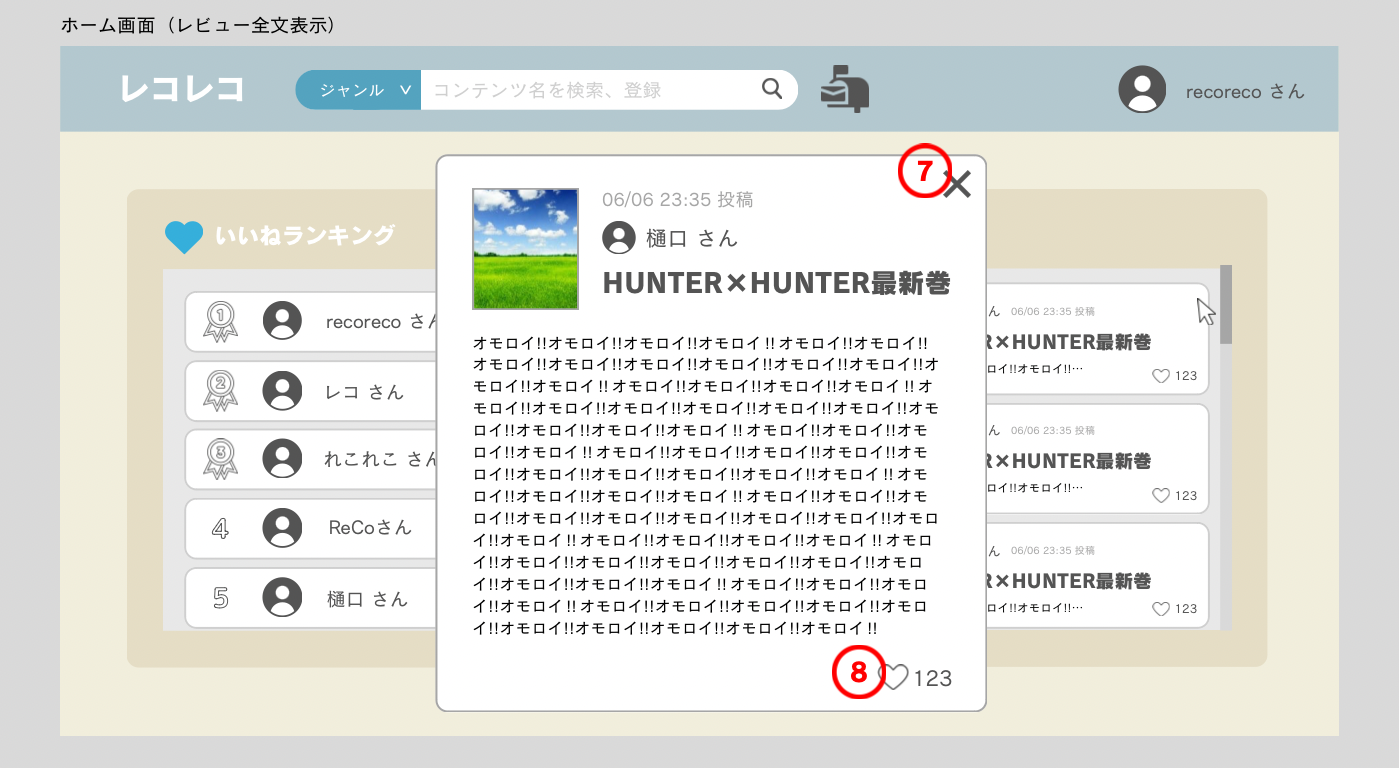 ホーム画面（レビュー全文表示）
レコレコ
ジャンル
コンテンツ名を検索、登録
recoreco さん
いいねランキング
1
recoreco さん
2
レコ さん
3
れこれこ さん
4
ReCoさん
5
樋口 さん
7
06/06 23:35 投稿
樋口 さん
HUNTER×HUNTER最新巻
オモロイ!!オモロイ!!オモロイ!!オモロイ!!オモロイ!!オモロイ!!
オモロイ!!オモロイ!!オモロイ!!オモロイ!!オモロイ!!オモロイ!!オ
モロイ!!オモロイ!!オモロイ!!オモロイ!!オモロイ!!オモロイ!!オ
モロイ!!オモロイ!!オモロイ!!オモロイ!!オモロイ!!オモロイ!!オモ
ロイ!!オモロイ!!オモロイ!!オモロイ!!オモロイ!!オモロイ!!オモ
ロイ!!オモロイ!!オモロイ!!オモロイ!!オモロイ!!オモロイ!!オモ
ロイ!!オモロイ!!オモロイ!!オモロイ!!オモロイ!!オモロイ!!オモ
ロイ!!オモロイ!!オモロイ!!オモロイ!!オモロイ!!オモロイ!!オモ
ロイ!!オモロイ!!オモロイ!!オモロイ!!オモロイ!!オモロイ!!オモロ
イ!!オモロイ!!オモロイ!!オモロイ!!オモロイ!!オモロイ!!オモロ
イ!!オモロイ!!オモロイ!!オモロイ!!オモロイ!!オモロイ!!オモロ
イ!!オモロイ!!オモロイ!!オモロイ!!オモロイ!!オモロイ!!オモロ
イ!!オモロイ!!オモロイ!!オモロイ!!オモロイ!!オモロイ!!オモロ
イ!!オモロイ!!オモロイ!!オモロイ!!オモロイ!!オモロイ!!
8
123
ん 06/06 23:35 投稿
R×HUNTER最新巻
ロイ!!オモロイ!!…
123
ん 06/06 23:35 投稿
R×HUNTER最新巻
ロイ!!オモロイ!!…
123
ん 06/06 23:35 投稿
R×HUNTER最新巻
ロイ!!オモロイ!!…
123